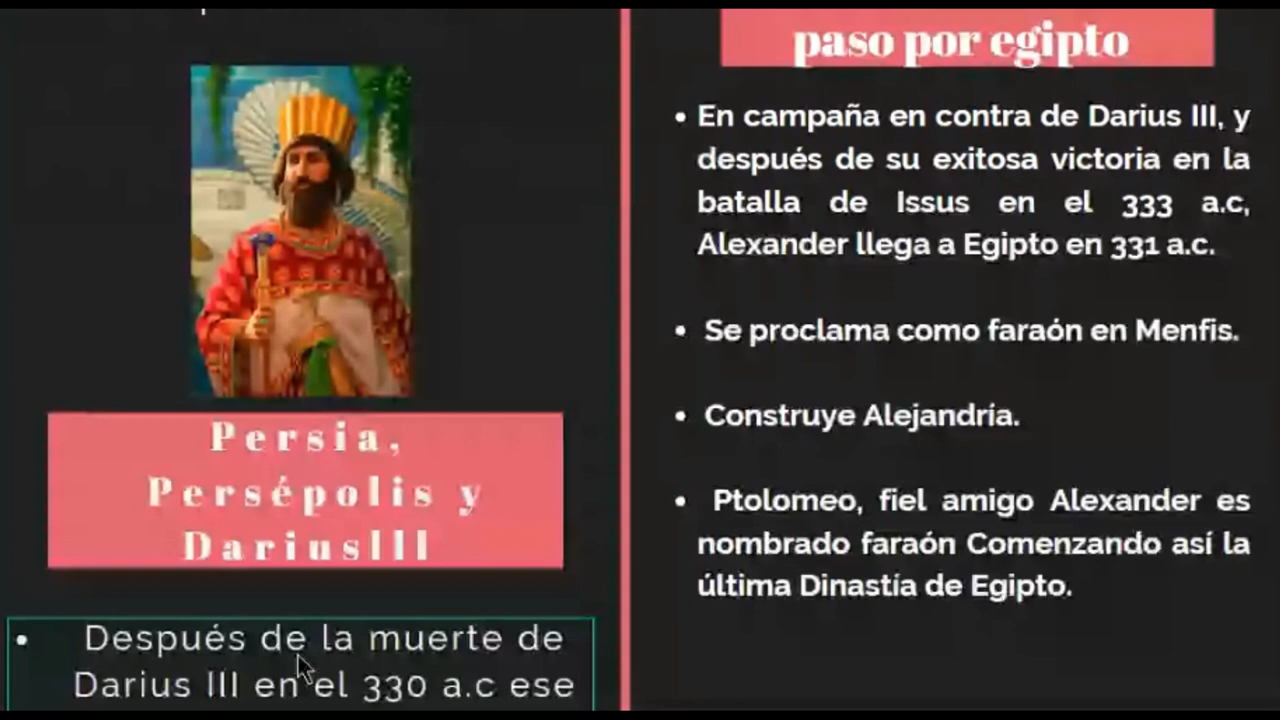 Persia,
Persépolis y
DariusIII
• Después de la muerte de
Darius III en el 330 a.c ese
paso por egipto
• En campaña en contra de Darius III, y
después de su exitosa victoria en la
batalla de Issus en el 333 a.c,
Alexander llega a Egipto en 331 a.c.
• Se proclama como faraón en Menfis.
• Construye Alejandría.
• Ptolomeo, fiel amigo Alexander es
nombrado faraón Comenzando así la
última Dinastía de Egipto.